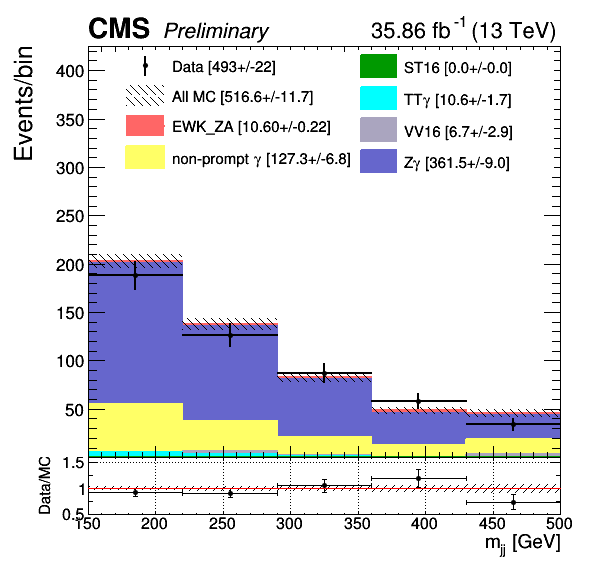 CMS Preliminary 35.86 fb⁻¹ (13 TeV)
Events/bin
400
350
300
250
200
150
100
50
Data [493+/-22]
All MC [516.6+/-11.7]
EWK_ZA [10.60+/-0.22]
non-prompt γ [127.3+/-6.8]
ST16 [0.0+/-0.0]
TTγ [10.6+/-1.7]
VV16 [6.7+/-2.9]
Zγ [361.5+/-9.0]
Data/MC
1.5
1
0.5
150 200 250 300 350 400 450 500
m_jj [GeV]